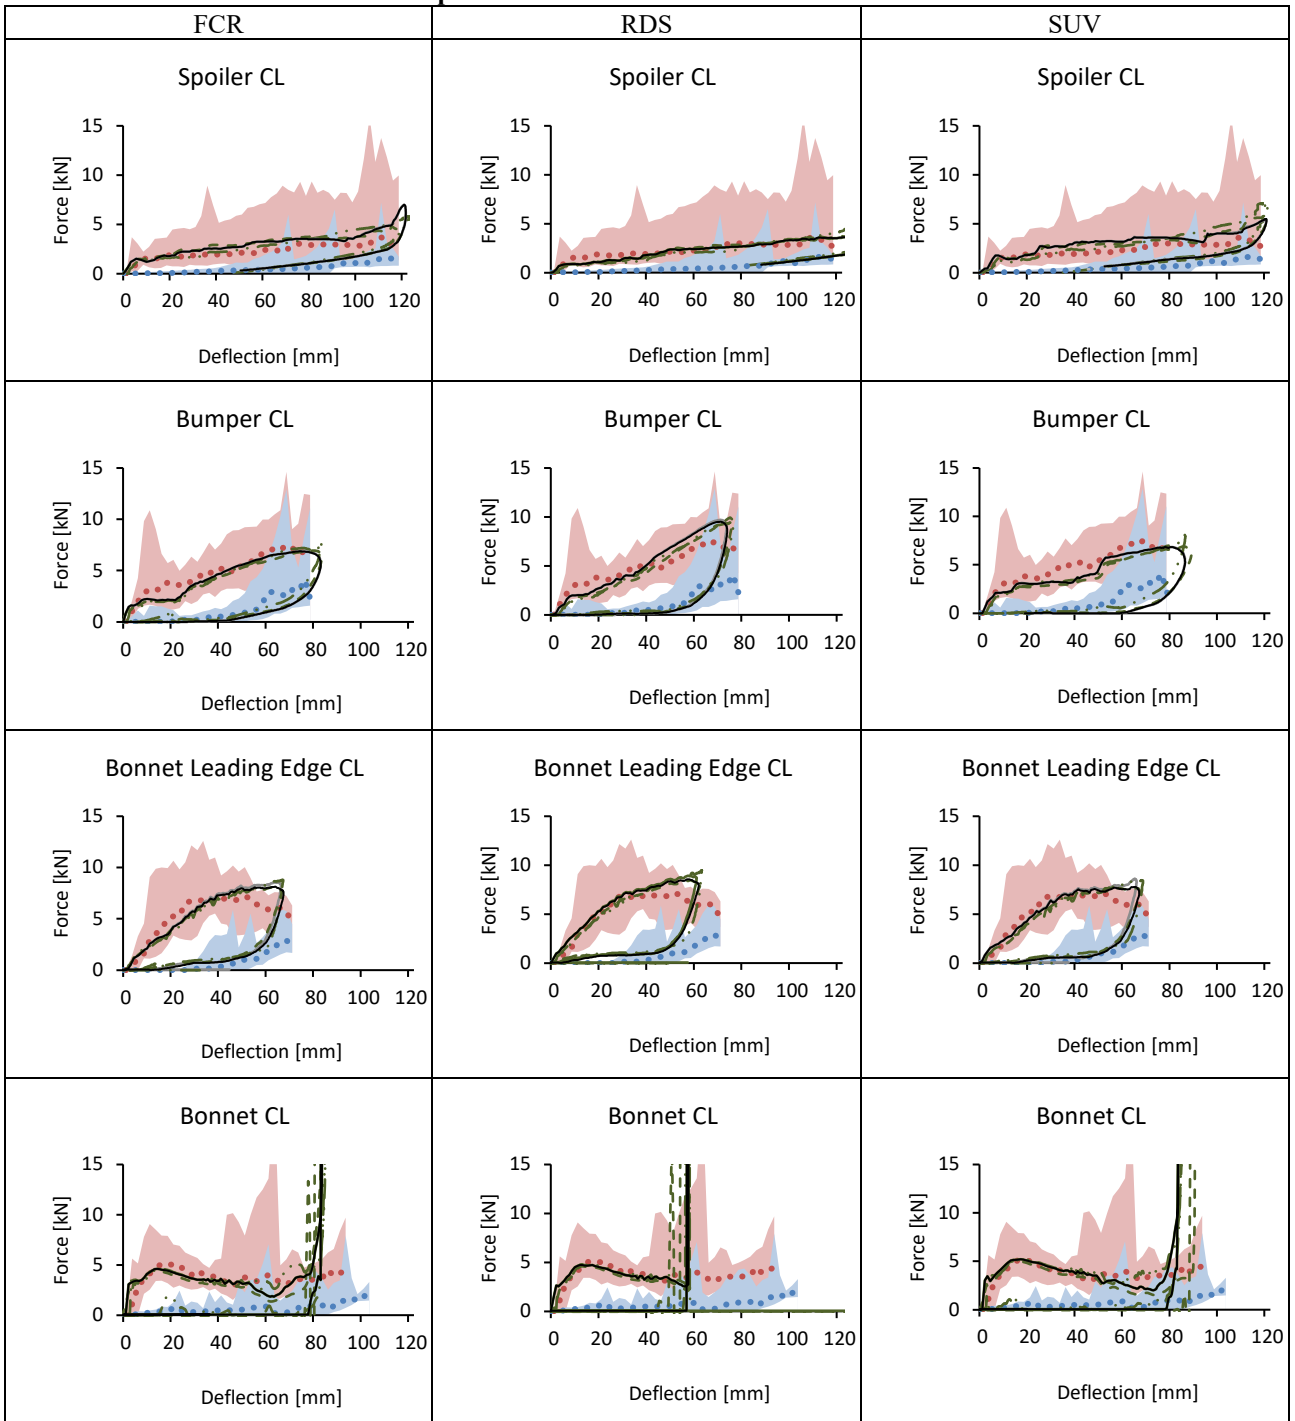 FCR RDS SUV
Spoiler CL Spoiler CL Spoiler CL
Force [kN] Force [kN] Force [kN]
15 15 15
10 10 10
5 5 5
0 0 0
0 20 40 60 80 100 120 0 20 40 60 80 100 120 0 20 40 60 80 100 120
Deflection [mm] Deflection [mm] Deflection [mm]
Bumper CL Bumper CL Bumper CL
Force [kN] Force [kN] Force [kN]
15 15 15
10 10 10
5 5 5
0 0 0
0 20 40 60 80 100 120 0 20 40 60 80 100 120 0 20 40 60 80 100 120
Deflection [mm] Deflection [mm] Deflection [mm]
Bonnet Leading Edge CL Bonnet Leading Edge CL Bonnet Leading Edge CL
Force [kN] Force [kN] Force [kN]
15 15 15
10 10 10
5 5 5
0 0 0
0 20 40 60 80 100 120 0 20 40 60 80 100 120 0 20 40 60 80 100 120
Deflection [mm] Deflection [mm] Deflection [mm]
Bonnet CL Bonnet CL Bonnet CL
Force [kN] Force [kN] Force [kN]
15 15 15
10 10 10
5 5 5
0 0 0
0 20 40 60 80 100 120 0 20 40 60 80 100 120 0 20 40 60 80 100 120
Deflection [mm] Deflection [mm] Deflection [mm]